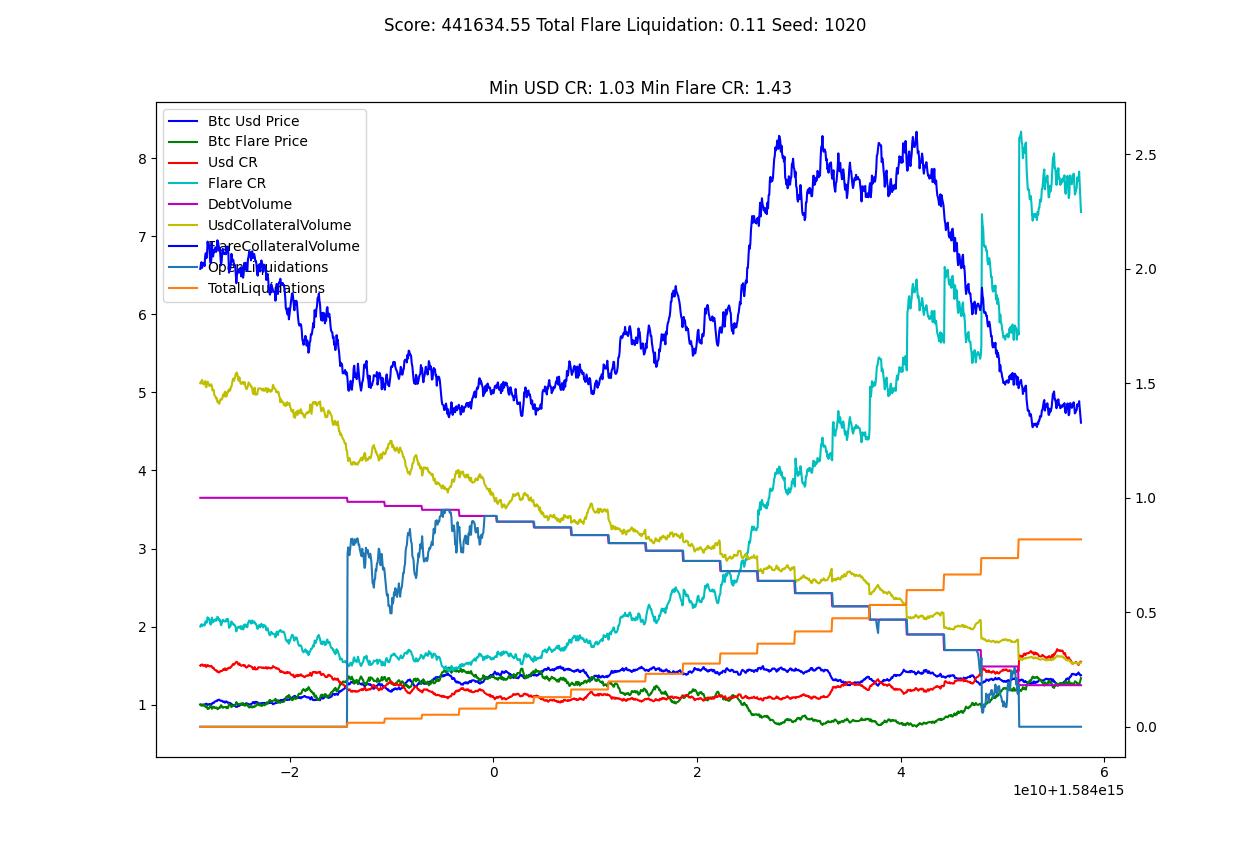 Score: 441634.55 Total Flare Liquidation: 0.11 Seed: 1020
Min USD CR: 1.03 Min Flare CR: 1.43
Btc Usd Price
Btc Flare Price
Usd CR
Flare CR
DebtVolume
UsdCollateralVolume
FlareCollateralVolume
OpenLiquidations
TotalLiquidations
8
7
6
5
4
3
2
1
2.5
2.0
1.5
1.0
0.5
0.0
−2 0 2 4 6
1e10+1.584e15